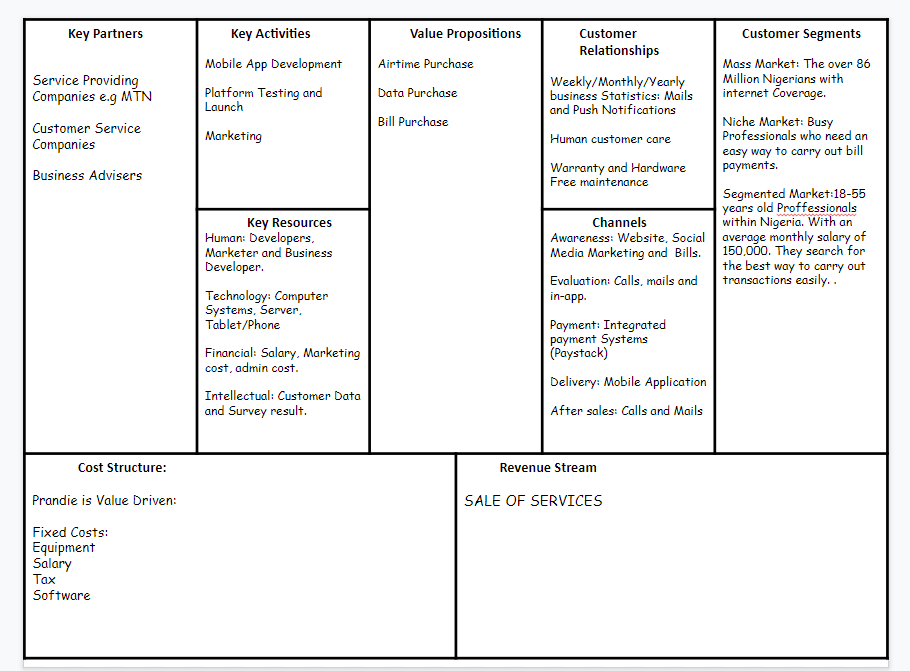 Key Partners
Service Providing
Companies e.g MTN
Customer Service
Companies
Business Advisers
Key Activities
Mobile App Development
Platform Testing and
Launch
Marketing
Key Resources
Human: Developers,
Marketer and Business
Developer.
Technology: Computer
Systems, Server,
Tablet/Phone
Financial: Salary, Marketing
cost, admin cost.
Intellectual: Customer Data
and Survey result.
Value Propositions
Airtime Purchase
Data Purchase
Bill Purchase
Customer
Relationships
Weekly/Monthly/Yearly
business Statistics: Mails
and Push Notifications
Human customer care
Warranty and Hardware
Free maintenance
Channels
Awareness: Website, Social
Media Marketing and  Bills.
Evaluation: Calls, mails and
in-app.
Payment: Integrated
payment Systems
(Paystack)
Delivery: Mobile Application
After sales: Calls and Mails
Customer Segments
Mass Market: The over 86
Million Nigerians with
internet Coverage.
Niche Market: Busy
Professionals who need an
easy way to carry out bill
payments.
Segmented Market:18-55
years old Proffessionals
within Nigeria. With an
average monthly salary of
150,000. They search for
the best way to carry out
transactions easily. .
Cost Structure:
Prandie is Value Driven:
Fixed Costs:
Equipment
Salary
Tax
Software
Revenue Stream
SALE OF SERVICES